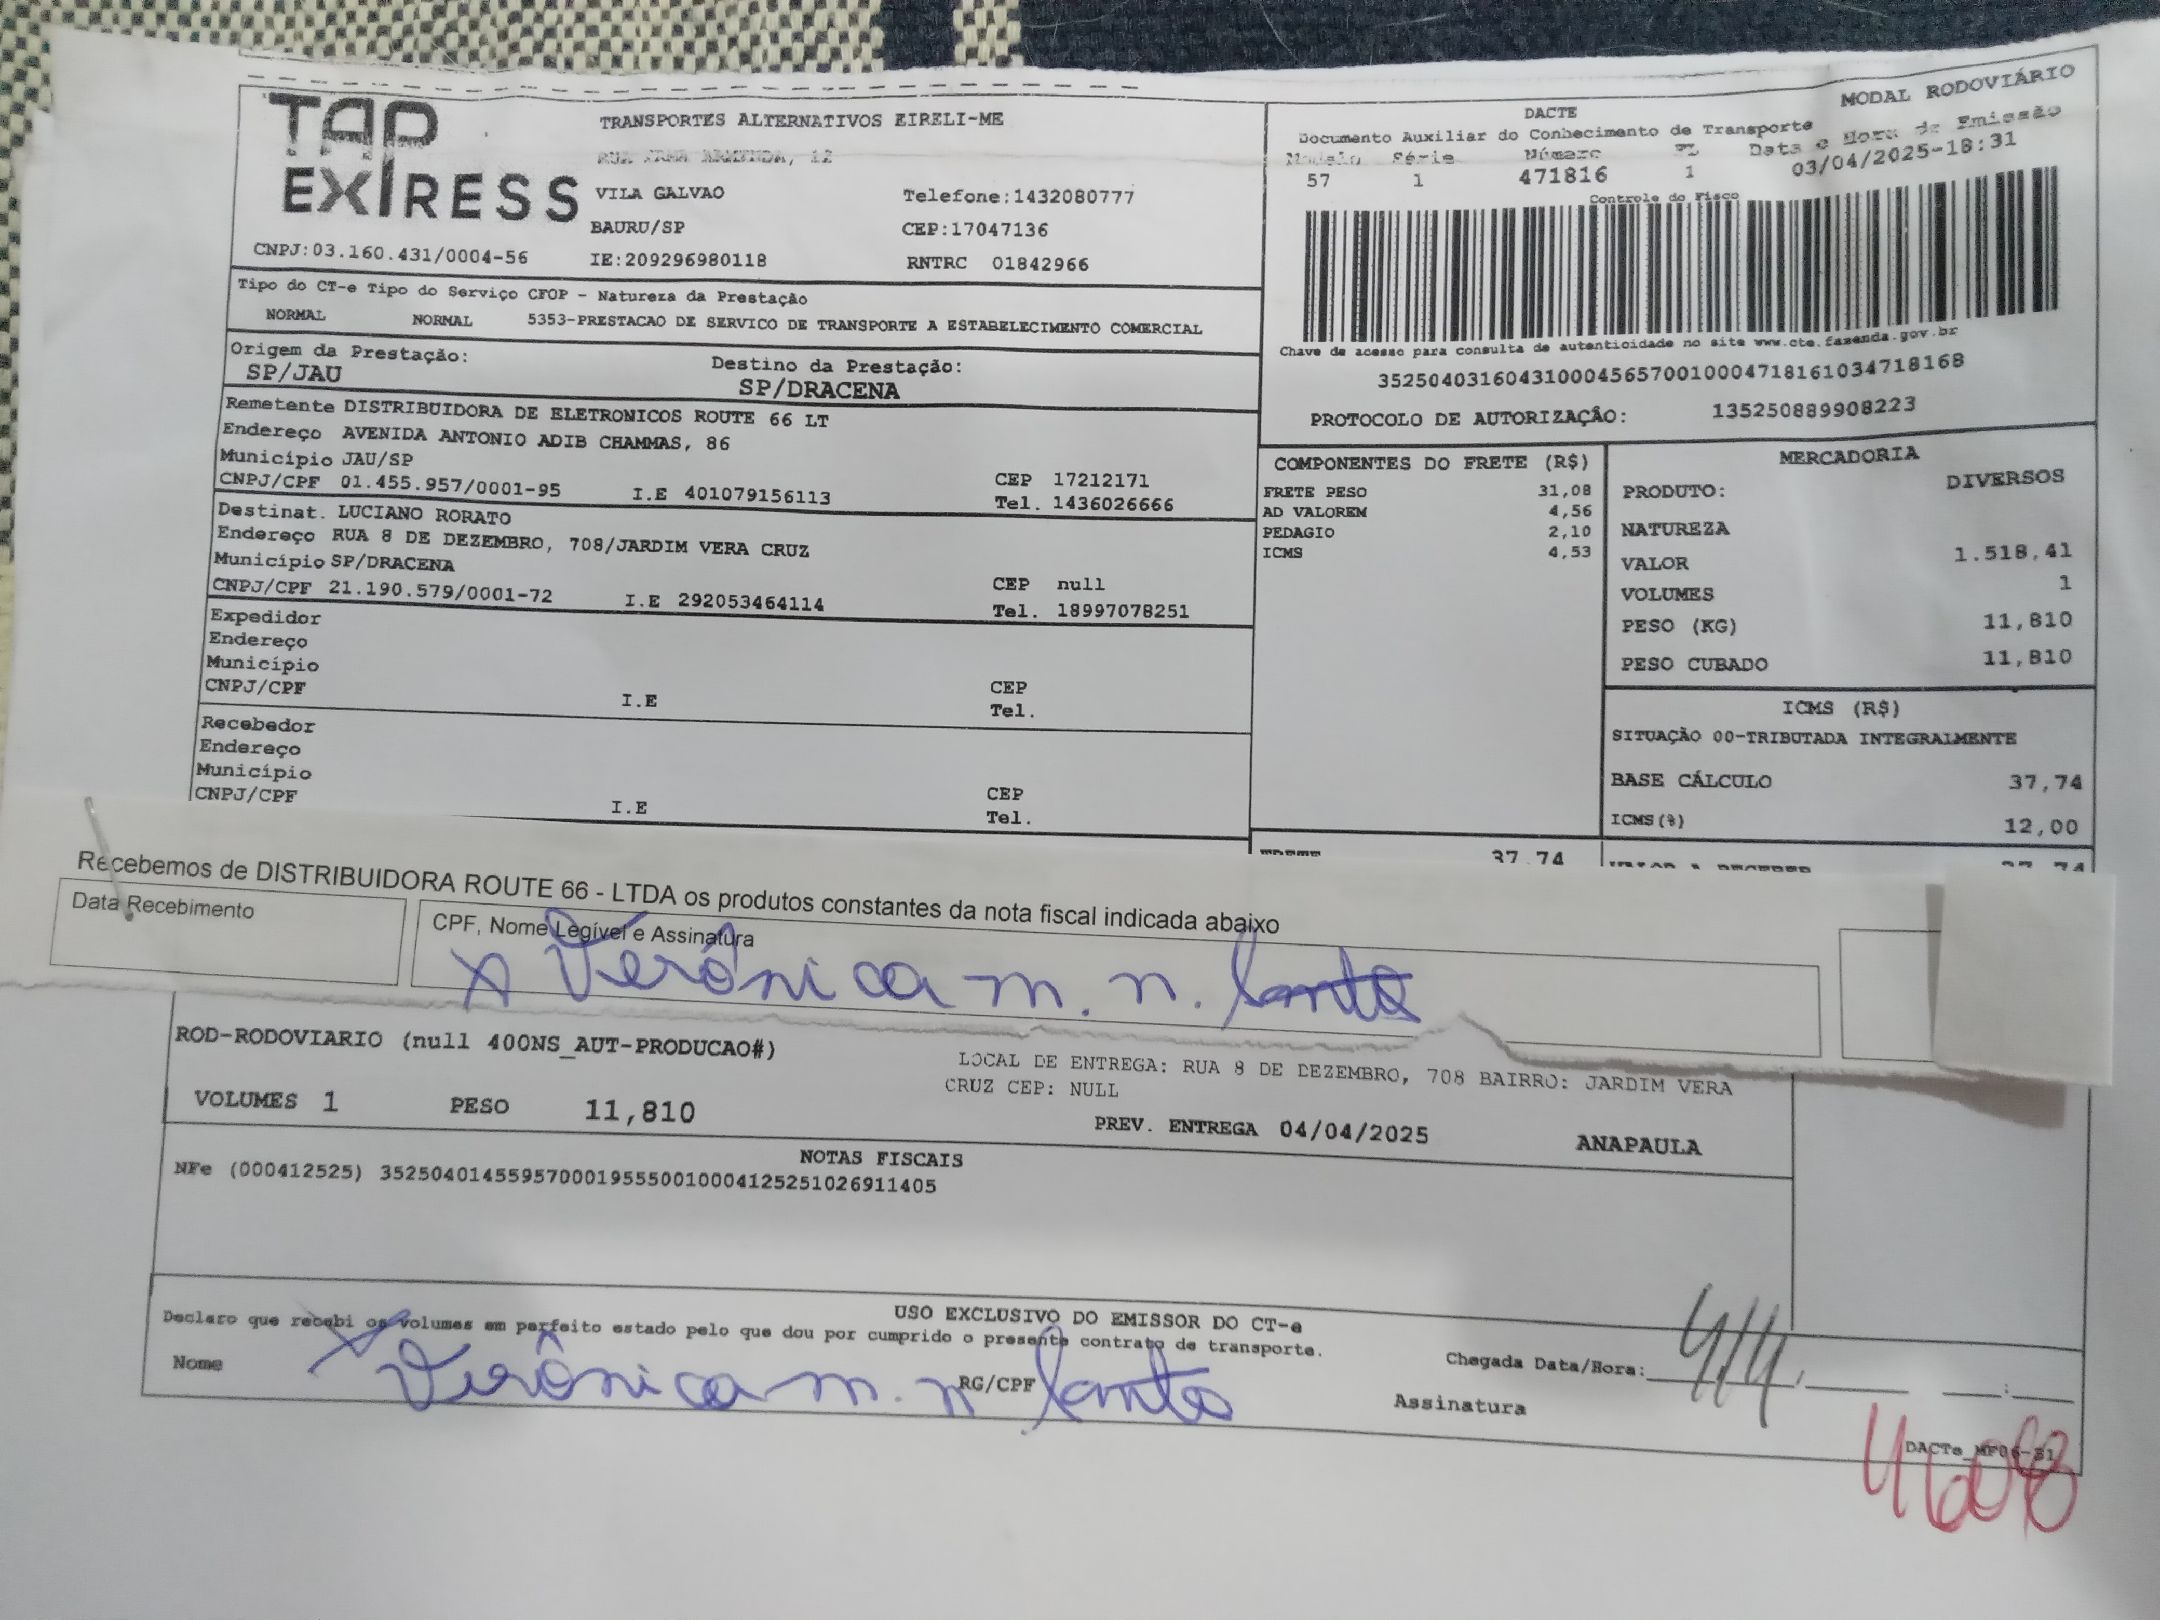 TAP EXPRESS
TRANSPORTES ALTERNATIVOS EIRELI-ME
12
VILA GALVAO Telefone:1432080777
BAURU/SP CEP:17047136
CNPJ:03.160.431/0004-56 IE:209296980118 RNTRC 01842966
DACTE MODAL RODOVIÁRIO
Documento Auxiliar do Conhecimento de Transporte
Modelo Série Número FL Data e Hora de Emissão
57 1 471816 1 03/04/2025-18:31
Controle do Fisco
Chave de acesso para consulta de autenticidade no site www.cte.fazenda.gov.br
35250403160431000456570010004718161034718168
PROTOCOLO DE AUTORIZAÇÃO: 135250889908223
Tipo do CT-e Tipo do Serviço CFOP - Natureza da Prestação
NORMAL NORMAL 5353-PRESTACAO DE SERVICO DE TRANSPORTE A ESTABELECIMENTO COMERCIAL
Origem da Prestação: Destino da Prestação:
SP/JAU SP/DRACENA
Remetente DISTRIBUIDORA DE ELETRONICOS ROUTE 66 LT
Endereço AVENIDA ANTONIO ADIB CHAMMAS, 86
Município JAU/SP CEP 17212171
CNPJ/CPF 01.455.957/0001-95 I.E 401079156113 Tel. 1436026666
Destinat. LUCIANO RORATO
Endereço RUA 8 DE DEZEMBRO, 708/JARDIM VERA CRUZ
Município SP/DRACENA CEP null
CNPJ/CPF 21.190.579/0001-72 I.E 292053464114 Tel. 18997078251
Expedidor
Endereço
Município
CNPJ/CPF I.E CEP
Tel.
Recebedor
Endereço
Município
CNPJ/CPF I.E CEP
Tel.
COMPONENTES DO FRETE (R$)
FRETE PESO 31,08
AD VALOREM 4,56
PEDAGIO 2,10
ICMS 4,53
FRETE 37,74
MERCADORIA
PRODUTO: DIVERSOS
NATUREZA
VALOR 1.518,41
VOLUMES 1
PESO (KG) 11,810
PESO CUBADO 11,810
ICMS (R$)
SITUAÇÃO 00-TRIBUTADA INTEGRALMENTE
BASE CÁLCULO 37,74
ICMS(%) 12,00
VALOR A RECEBER 37,74
Recebemos de DISTRIBUIDORA ROUTE 66 - LTDA os produtos constantes da nota fiscal indicada abaixo
Data Recebimento CPF, Nome Legível e Assinatura
x Verônica m. n. Santos
ROD-RODOVIARIO (null 400NS_AUT-PRODUCAO#)
LOCAL DE ENTREGA: RUA 8 DE DEZEMBRO, 708 BAIRRO: JARDIM VERA
CRUZ CEP: NULL
VOLUMES 1 PESO 11,810 PREV. ENTREGA 04/04/2025 ANAPAULA
NOTAS FISCAIS
NFe (000412525) 35250401455957000195550010004125251026911405
USO EXCLUSIVO DO EMISSOR DO CT-e
Declaro que recebi os volumes em perfeito estado pelo que dou por cumprido o presente contrato de transporte.
Nome x Verônica m. n RG/CPF Santos
Chegada Data/Hora: 4/4
Assinatura